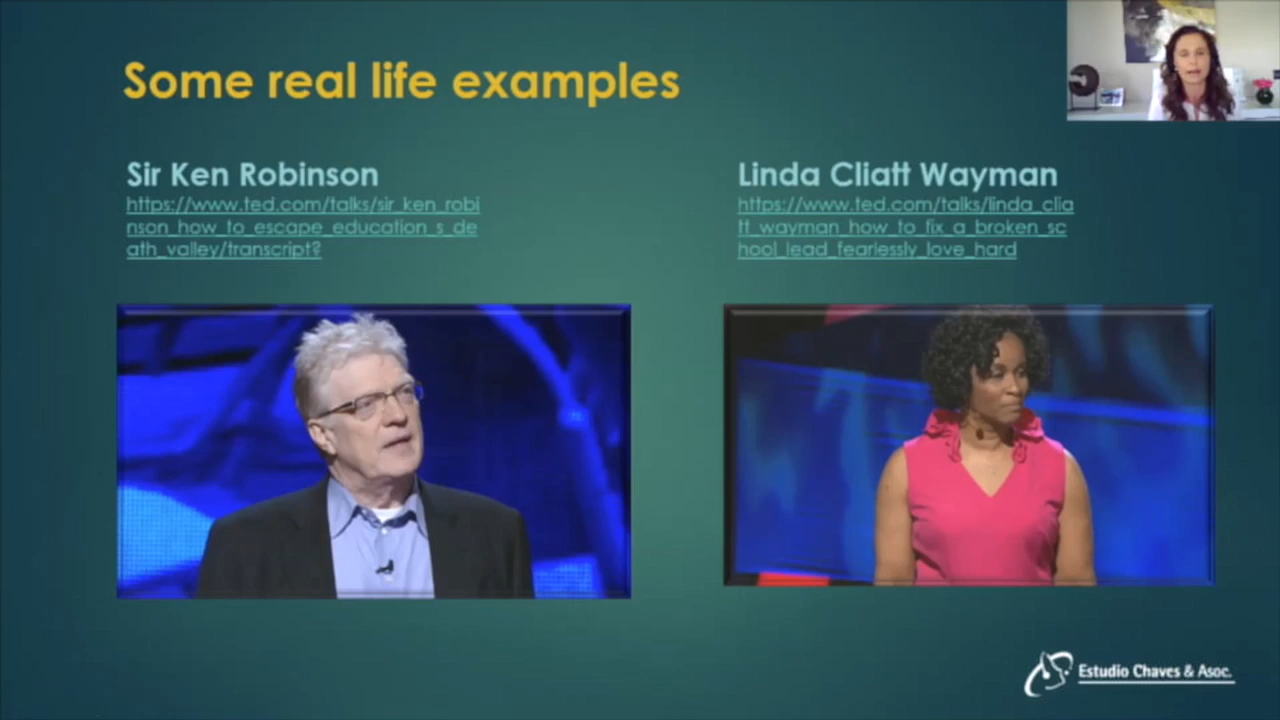 Some real life examples
Sir Ken Robinson
https://www.ted.com/talks/sir_ken_robi
nson_how_to_escape_education_s_de
ath_valley/transcript?
Linda Cliatt Wayman
https://www.ted.com/talks/linda_clia
tt_wayman_how_to_fix_a_broken_sc
hool_lead_fearlessly_love_hard
Estudio Chaves & Asoc.